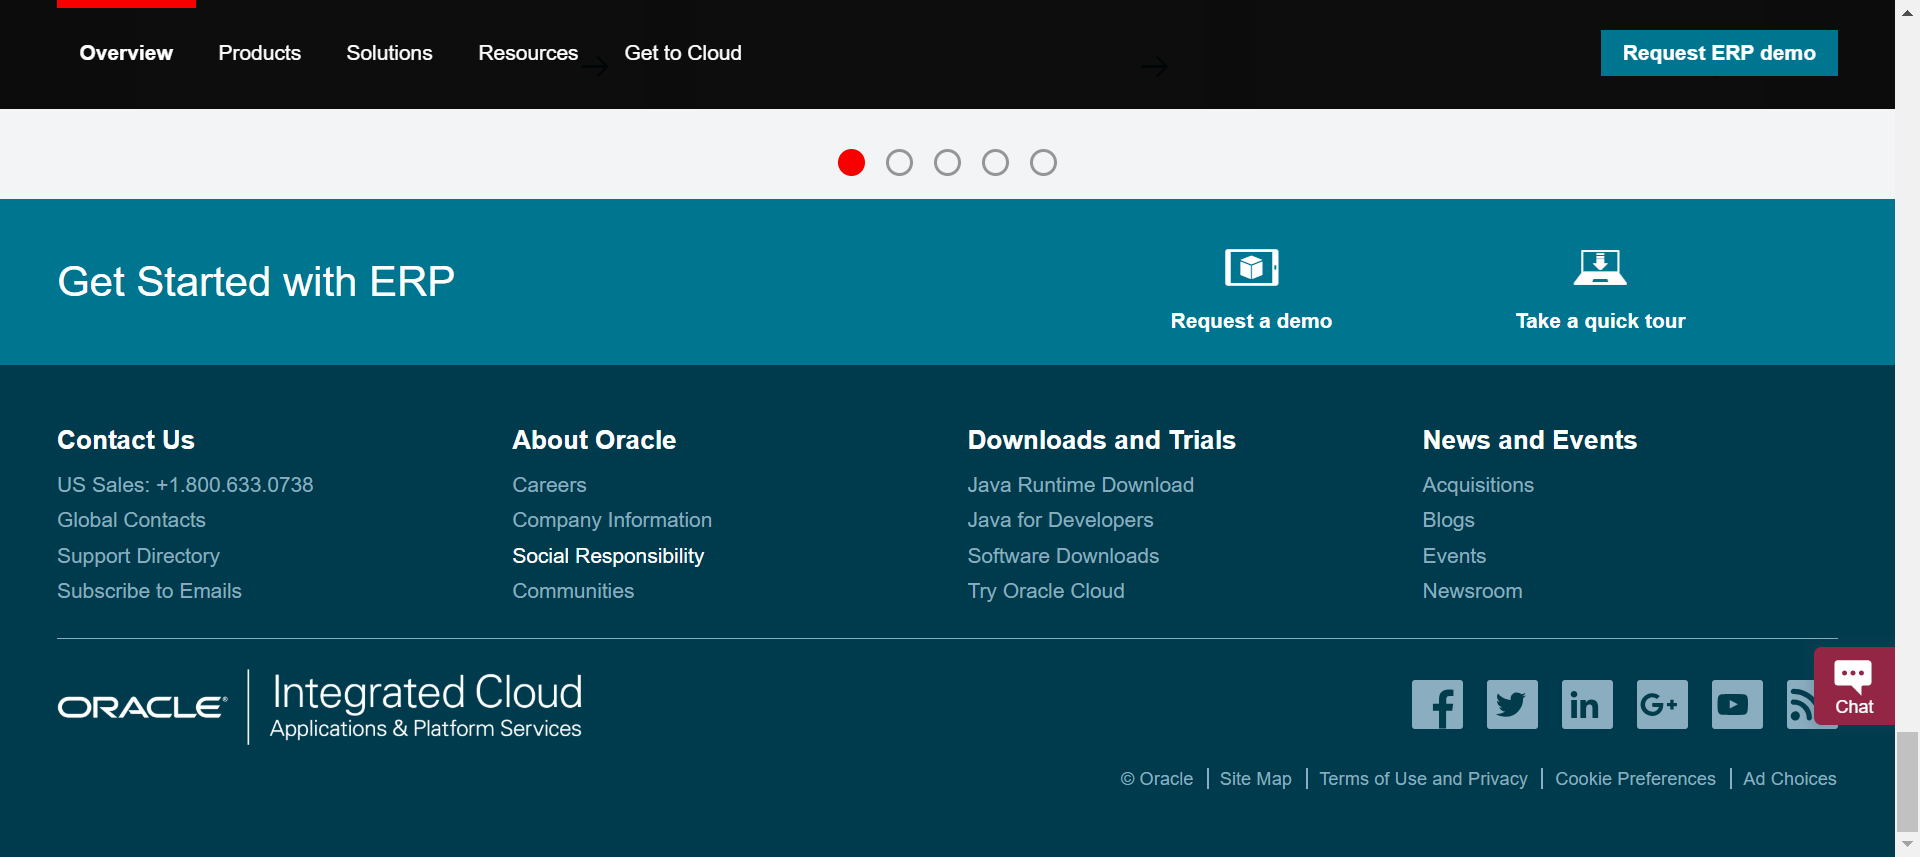 Overview Products Solutions Resources Get to Cloud Request ERP demo
Get Started with ERP
Request a demo
Take a quick tour
Contact Us
US Sales: +1.800.633.0738
Global Contacts
Support Directory
Subscribe to Emails
About Oracle
Careers
Company Information
Social Responsibility
Communities
Downloads and Trials
Java Runtime Download
Java for Developers
Software Downloads
Try Oracle Cloud
News and Events
Acquisitions
Blogs
Events
Newsroom
ORACLE®
Integrated Cloud
Applications & Platform Services
Chat
© Oracle | Site Map | Terms of Use and Privacy | Cookie Preferences | Ad Choices